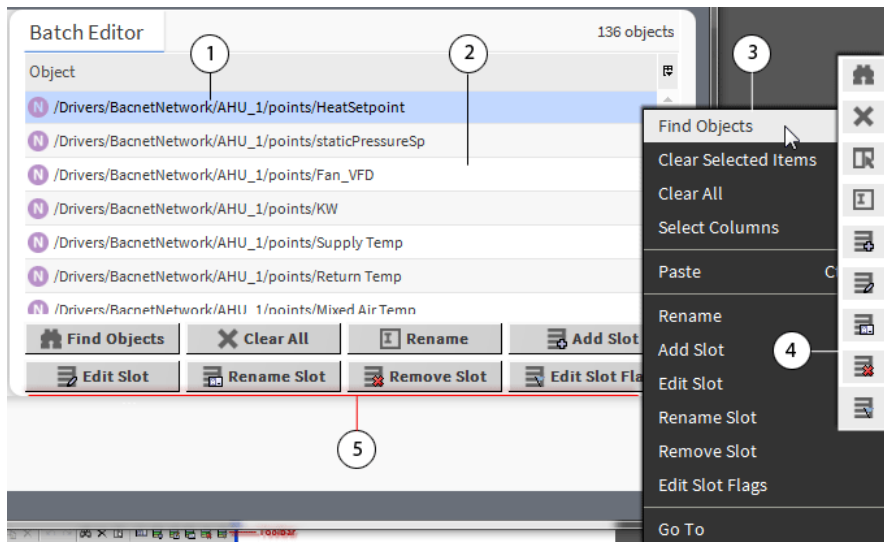 Batch Editor 136 objects
Object
N /Drivers/BacnetNetwork/AHU_1/points/HeatSetpoint
N /Drivers/BacnetNetwork/AHU_1/points/staticPressureSp
N /Drivers/BacnetNetwork/AHU_1/points/Fan_VFD
N /Drivers/BacnetNetwork/AHU_1/points/KW
N /Drivers/BacnetNetwork/AHU_1/points/Supply Temp
N /Drivers/BacnetNetwork/AHU_1/points/Return Temp
N /Drivers/BacnetNetwork/AHU_1/points/Mixed Air Temp
Find Objects Clear All Rename Add Slot
Edit Slot Rename Slot Remove Slot Edit Slot Fla
1
2
3
4
5
Find Objects
Clear Selected Items
Clear All
Select Columns
Paste C
Rename
Add Slot
Edit Slot
Rename Slot
Remove Slot
Edit Slot Flags
Go To
Toolbar